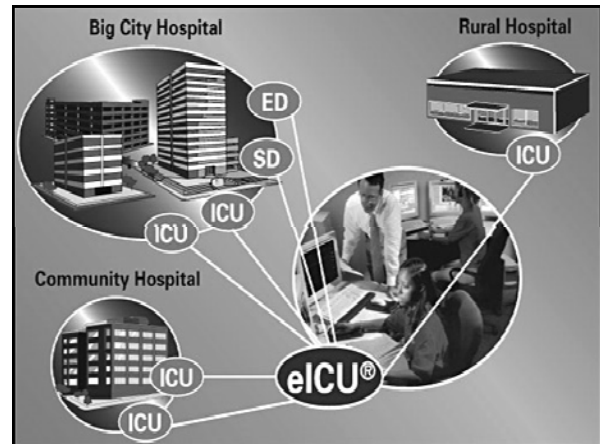 Big City Hospital
Rural Hospital
ED
SD
ICU
ICU
ICU
Community Hospital
ICU
ICU
eICU®